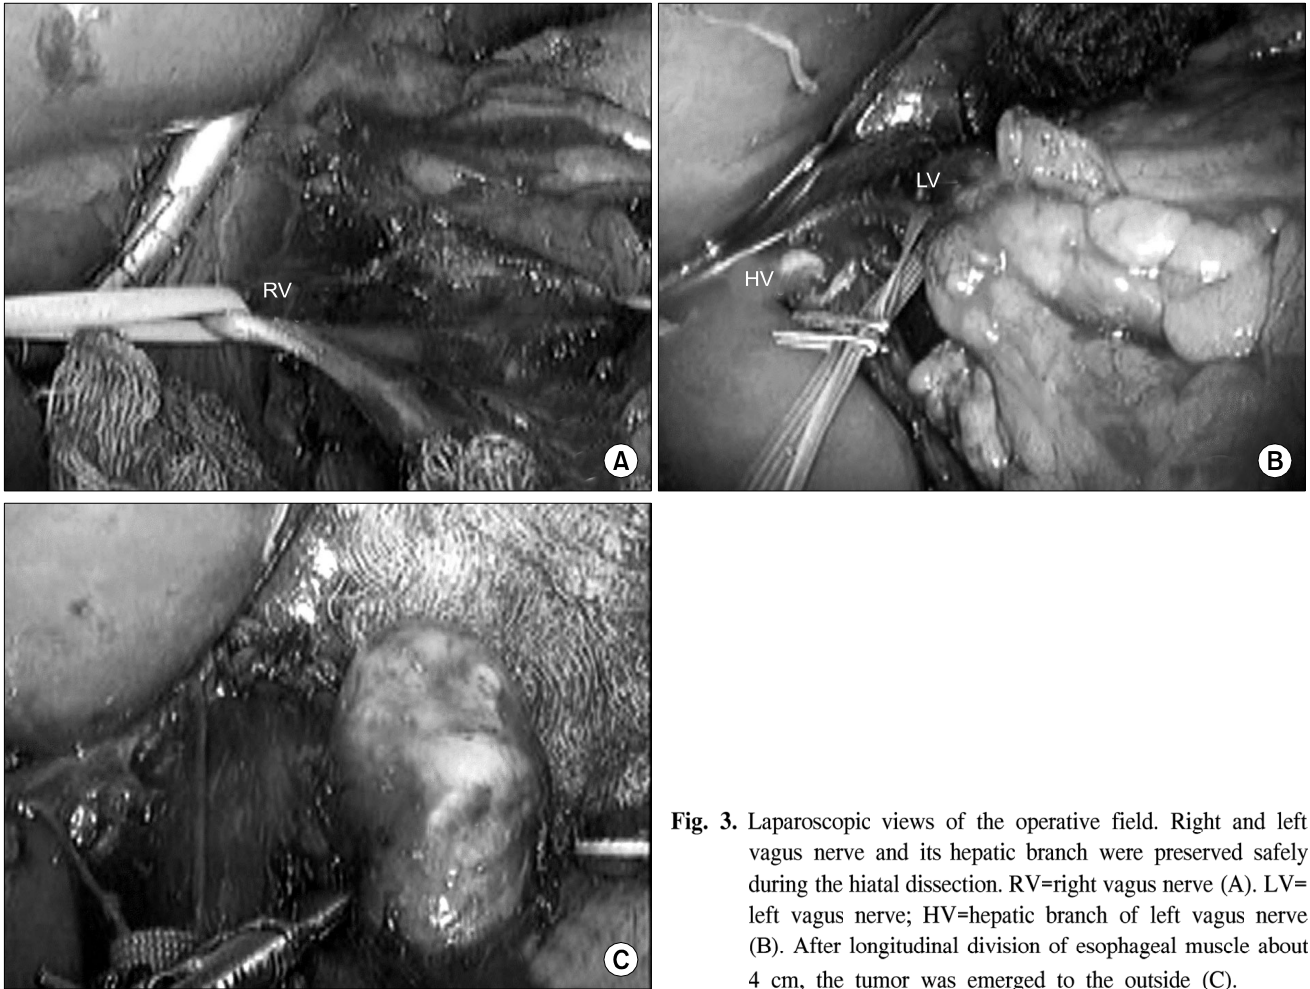 RV
A
LV
HV
B
C
Fig. 3. Laparoscopic views of the operative field. Right and left
vagus nerve and its hepatic branch were preserved safely
during the hiatal dissection. RV=right vagus nerve (A). LV=
left vagus nerve; HV=hepatic branch of left vagus nerve
(B). After longitudinal division of esophageal muscle about
4 cm, the tumor was emerged to the outside (C).